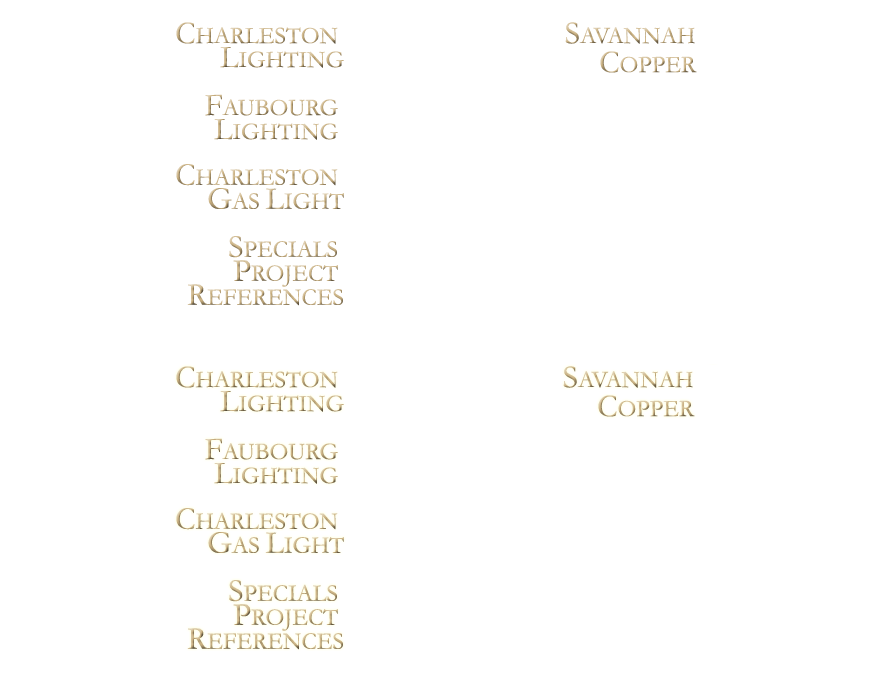 Charleston
Lighting
Faubourg
Lighting
Charleston
Gas Light
Specials
Project
References
Savannah
Copper
Charleston
Lighting
Faubourg
Lighting
Charleston
Gas Light
Specials
Project
References
Savannah
Copper